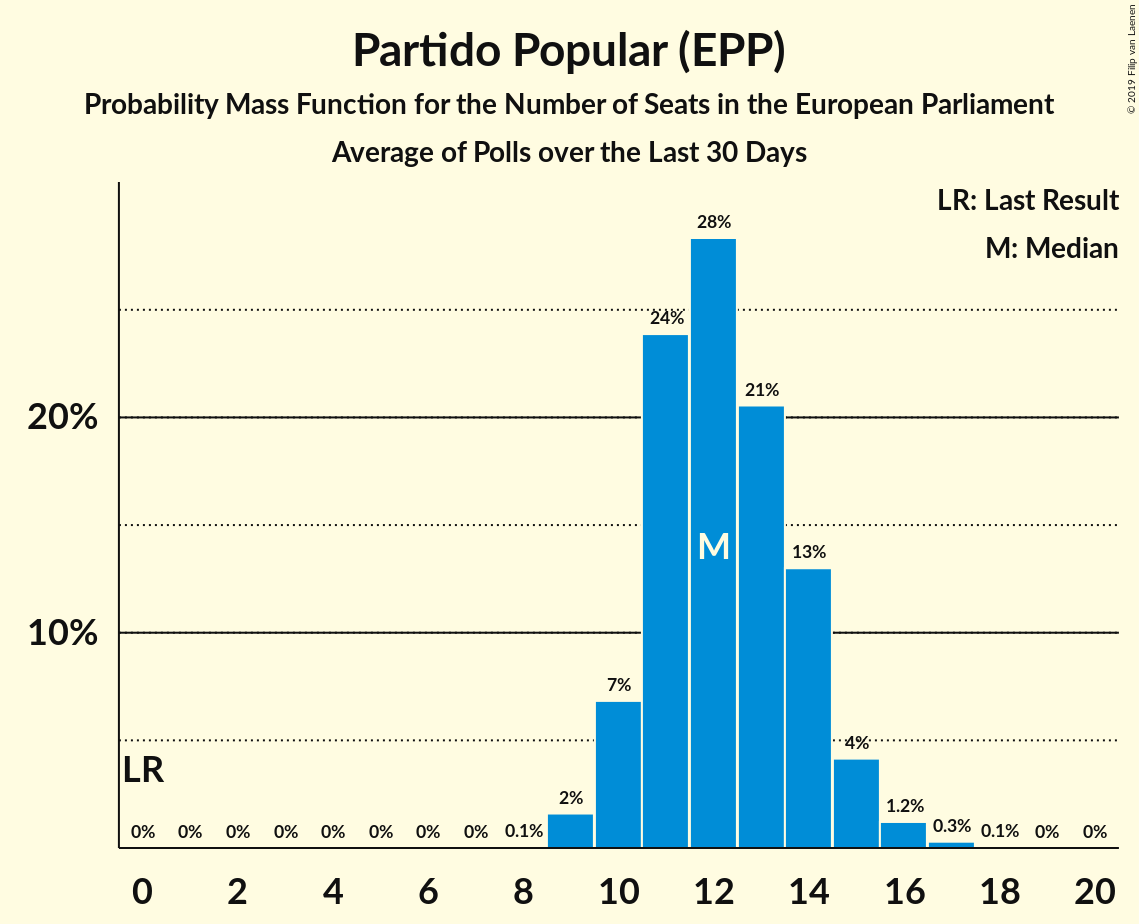 Partido Popular (EPP)
Probability Mass Function for the Number of Seats in the European Parliament
Average of Polls over the Last 30 Days
© 2019 Filip van Laenen
LR: Last Result
M: Median
28%
24%
21%
20%
M
13%
10%
7%
4%
LR
2%
1.2%
0% 0% 0% 0% 0% 0% 0% 0% 0.1% 0.3% 0.1% 0% 0%
0 2 4 6 8 10 12 14 16 18 20